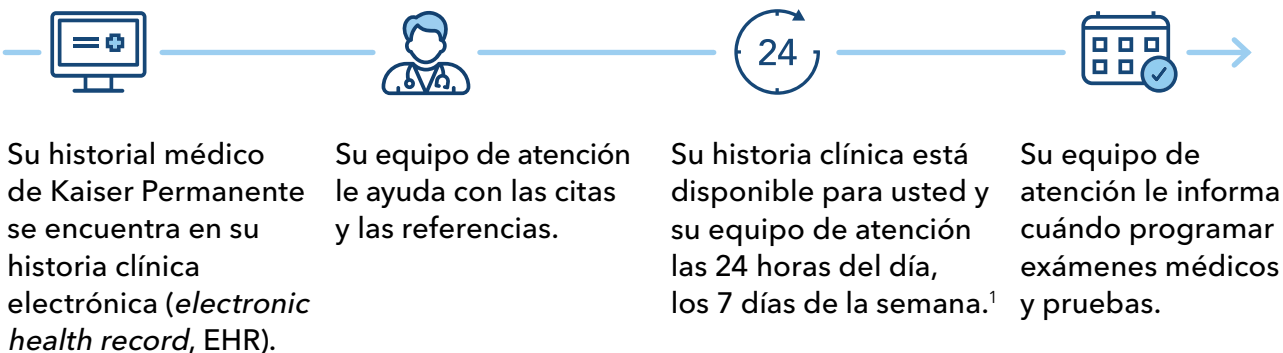 24
Su historial médico
de Kaiser Permanente
se encuentra en su
historia clínica
electrónica (electronic
health record, EHR).
Su equipo de atención
le ayuda con las citas
y las referencias.
Su historia clínica está
disponible para usted y
su equipo de atención
las 24 horas del día,
los 7 días de la semana.1
Su equipo de
atención le informa
cuándo programar
exámenes médicos
y pruebas.